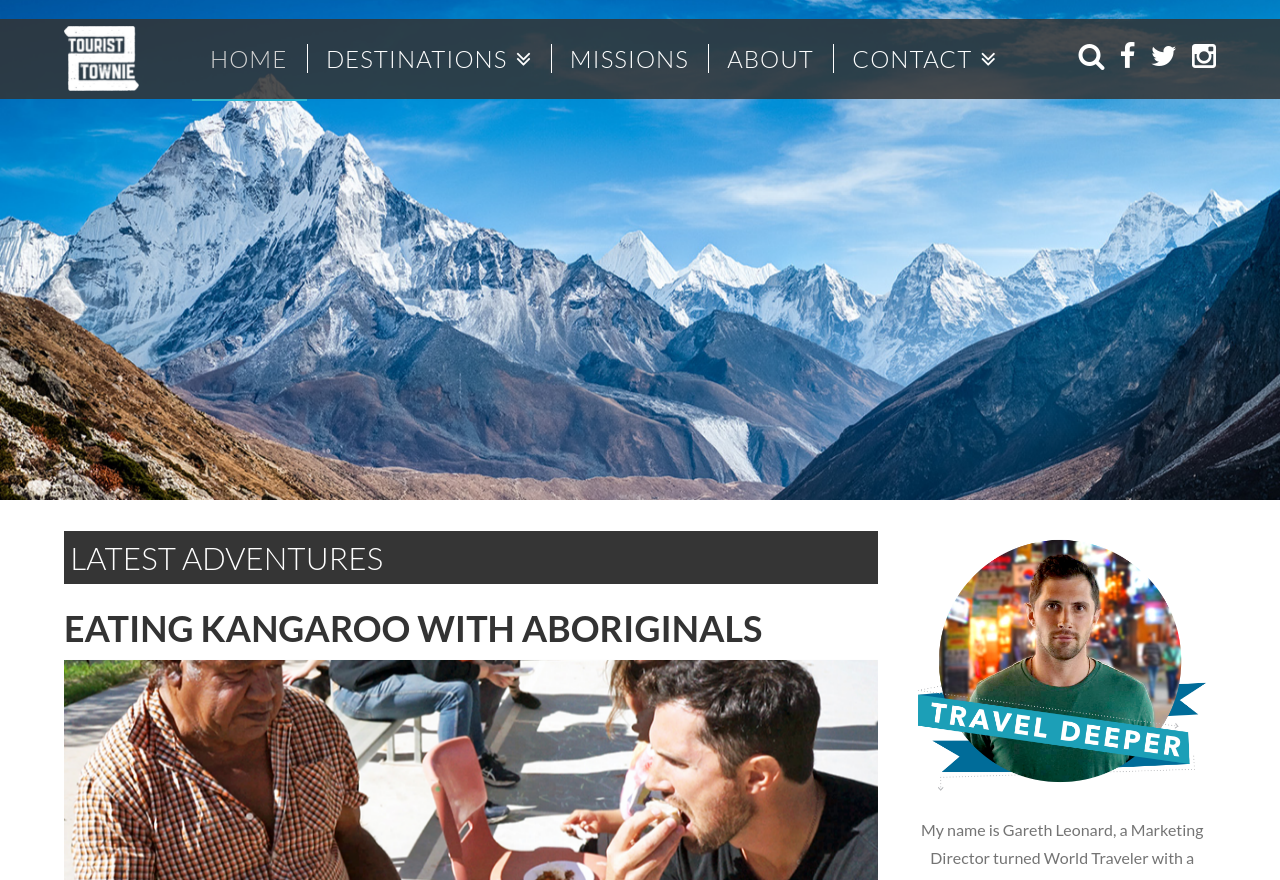 TOURIST
TOWNIE
HOME
DESTINATIONS
MISSIONS
ABOUT
CONTACT
LATEST ADVENTURES
EATING KANGAROO WITH ABORIGINALS
TRAVEL DEEPER
My name is Gareth Leonard, a Marketing
Director turned World Traveler with a